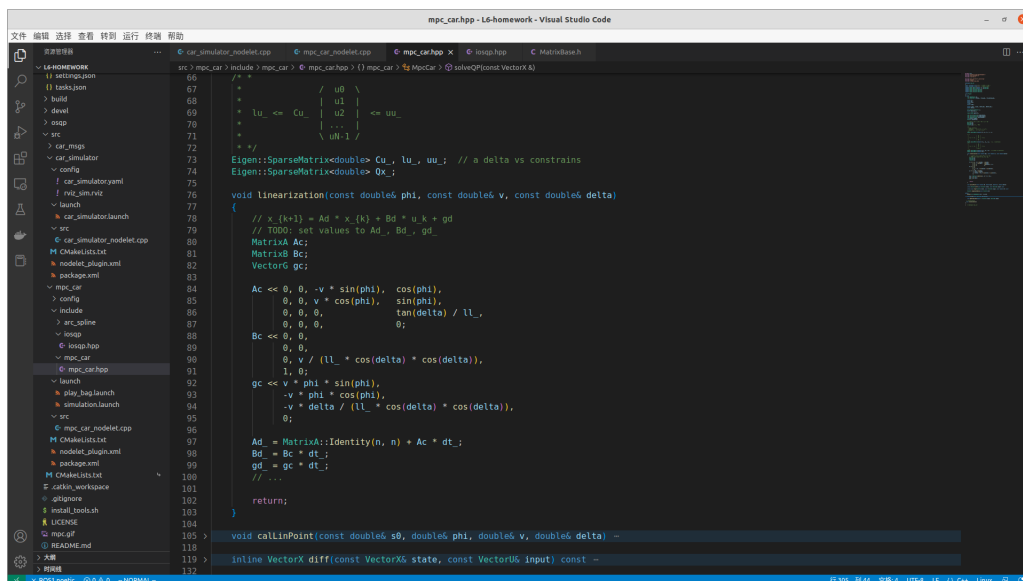 mpc_car.hpp - L6-homework - Visual Studio Code
文件 编辑 选择 查看 转到 运行 终端 帮助
资源管理器 ...
L6-HOMEWORK
{} settings.json
{} tasks.json
> build
> devel
> osqp
src
> car_msgs
car_simulator
config
! car_simulator.yaml
! rviz_sim.rviz
launch
car_simulator.launch
src
car_simulator_nodelet.cpp
M CMakeLists.txt
nodelet_plugin.xml
package.xml
mpc_car
> config
include
> arc_spline
iosqp
iosqp.hpp
mpc_car
mpc_car.hpp
launch
play_bag.launch
simulation.launch
src
mpc_car_nodelet.cpp
M CMakeLists.txt
nodelet_plugin.xml
package.xml
M CMakeLists.txt
.catkin_workspace
.gitignore
$ install_tools.sh
LICENSE
mpc.gif
README.md
> 大纲
> 时间线
car_simulator_nodelet.cpp mpc_car_nodelet.cpp mpc_car.hpp × iosqp.hpp C MatrixBase.h
src > mpc_car > include > mpc_car > mpc_car.hpp > {} mpc_car > MpcCar > solveQP(const VectorX &)
66 /* *
67 * / u0 \
68 * | u1 |
69 * lu_ <= Cu_ | u2 | <= uu_
70 * | ... |
71 * \ uN-1 /
72 * */
73 Eigen::SparseMatrix<double> Cu_, lu_, uu_; // a delta vs constrains
74 Eigen::SparseMatrix<double> Qx_;
75
76 void linearization(const double& phi, const double& v, const double& delta)
77 {
78 // x_{k+1} = Ad * x_{k} + Bd * u_k + gd
79 // TODO: set values to Ad_, Bd_, gd_
80 MatrixA Ac;
81 MatrixB Bc;
82 VectorG gc;
83
84 Ac << 0, 0, -v * sin(phi), cos(phi),
85 0, 0, v * cos(phi), sin(phi),
86 0, 0, 0, tan(delta) / ll_,
87 0, 0, 0, 0;
88 Bc << 0, 0,
89 0, 0,
90 0, v / (ll_ * cos(delta) * cos(delta)),
91 1, 0;
92 gc << v * phi * sin(phi),
93 -v * phi * cos(phi),
94 -v * delta / (ll_ * cos(delta) * cos(delta)),
95 0;
96
97 Ad_ = MatrixA::Identity(n, n) + Ac * dt_;
98 Bd_ = Bc * dt_;
99 gd_ = gc * dt_;
100 // ...
101
102 return;
103 }
104
105 > void calLinPoint(const double& s0, double& phi, double& v, double& delta) ⋯
118
119 > inline VectorX diff(const VectorX& state, const VectorU& input) const ⋯
132